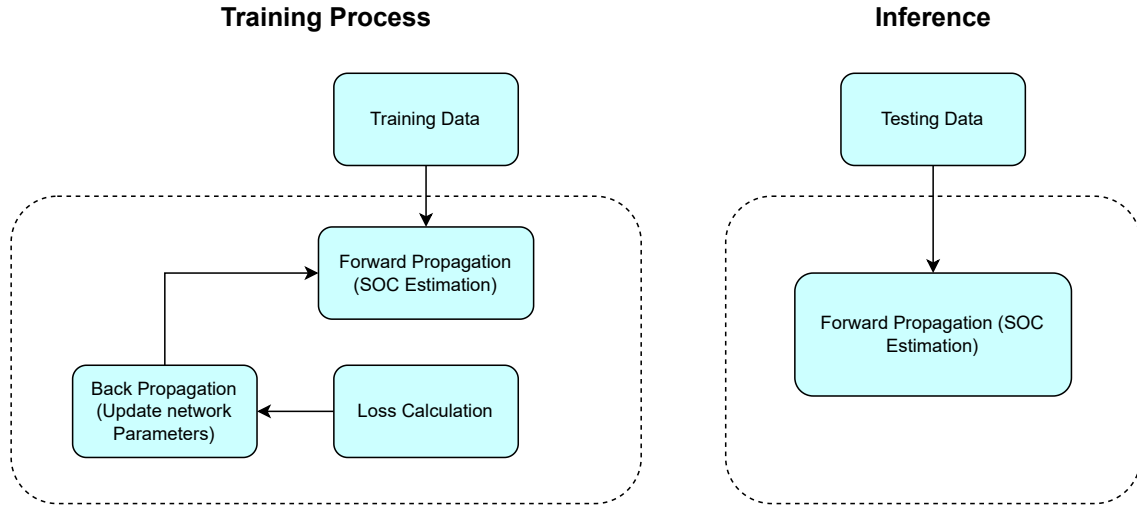 Training Process
Inference
Training Data
Testing Data
Forward Propagation
(SOC Estimation)
Forward Propagation (SOC
Estimation)
Back Propagation
(Update network
Parameters)
Loss Calculation